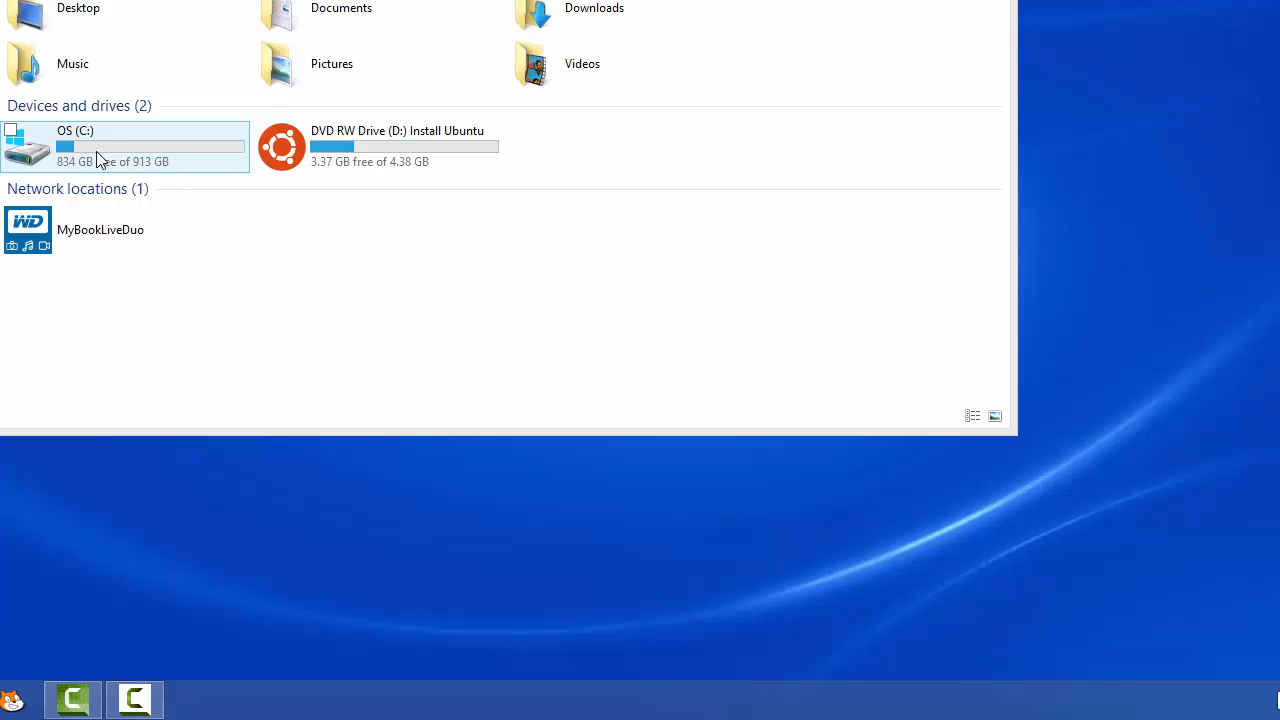 Desktop
Documents
Downloads
Music
Pictures
Videos
Devices and drives (2)
OS (C:)
834 GB free of 913 GB
DVD RW Drive (D:) Install Ubuntu
3.37 GB free of 4.38 GB
Network locations (1)
WD
MyBookLiveDuo
C
C